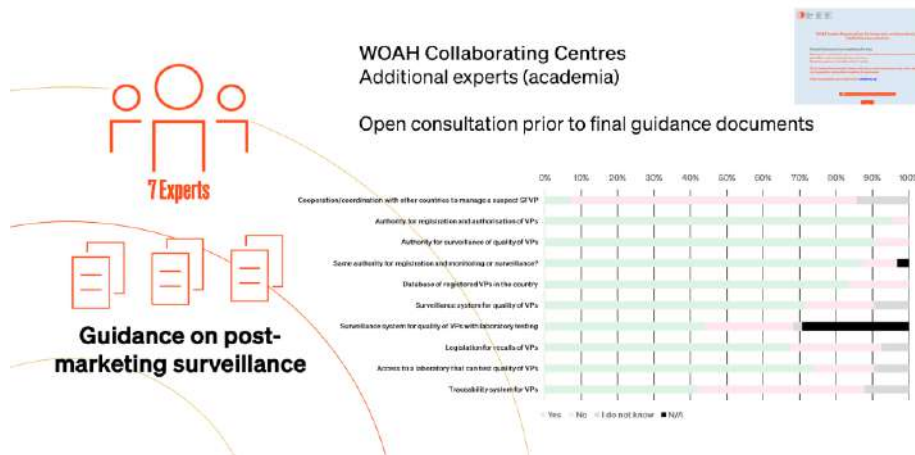 WOAH Collaborating Centres
Additional experts (academia)
Open consultation prior to final guidance documents
7 Experts
Guidance on post-
marketing surveillance
0% 10% 20% 30% 40% 50% 60% 70% 80% 90% 100%
Cooperation/coordination with other countries to manage a suspect SFVP
Authority for registration and authorisation of VPs
Authority for surveillance of quality of VPs
Same authority for registration and monitoring or surveillance?
Database of registered VPs in the country
Surveillance system for quality of VPs
Surveillance system for quality of VPs with laboratory testing
Legislation for recalls of VPs
Access to a laboratory that can test quality of VPs
Traceability system for VPs
Yes No I do not know N/A